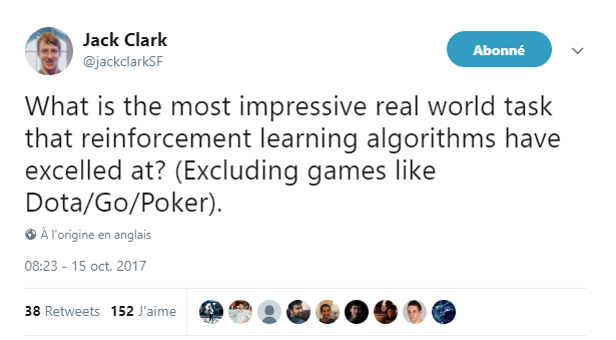 Jack Clark
@jackclarkSF
Abonné
What is the most impressive real world task
that reinforcement learning algorithms have
excelled at? (Excluding games like
Dota/Go/Poker).
À l'origine en anglais
08:23 - 15 oct. 2017
38 Retweets 152 J'aime